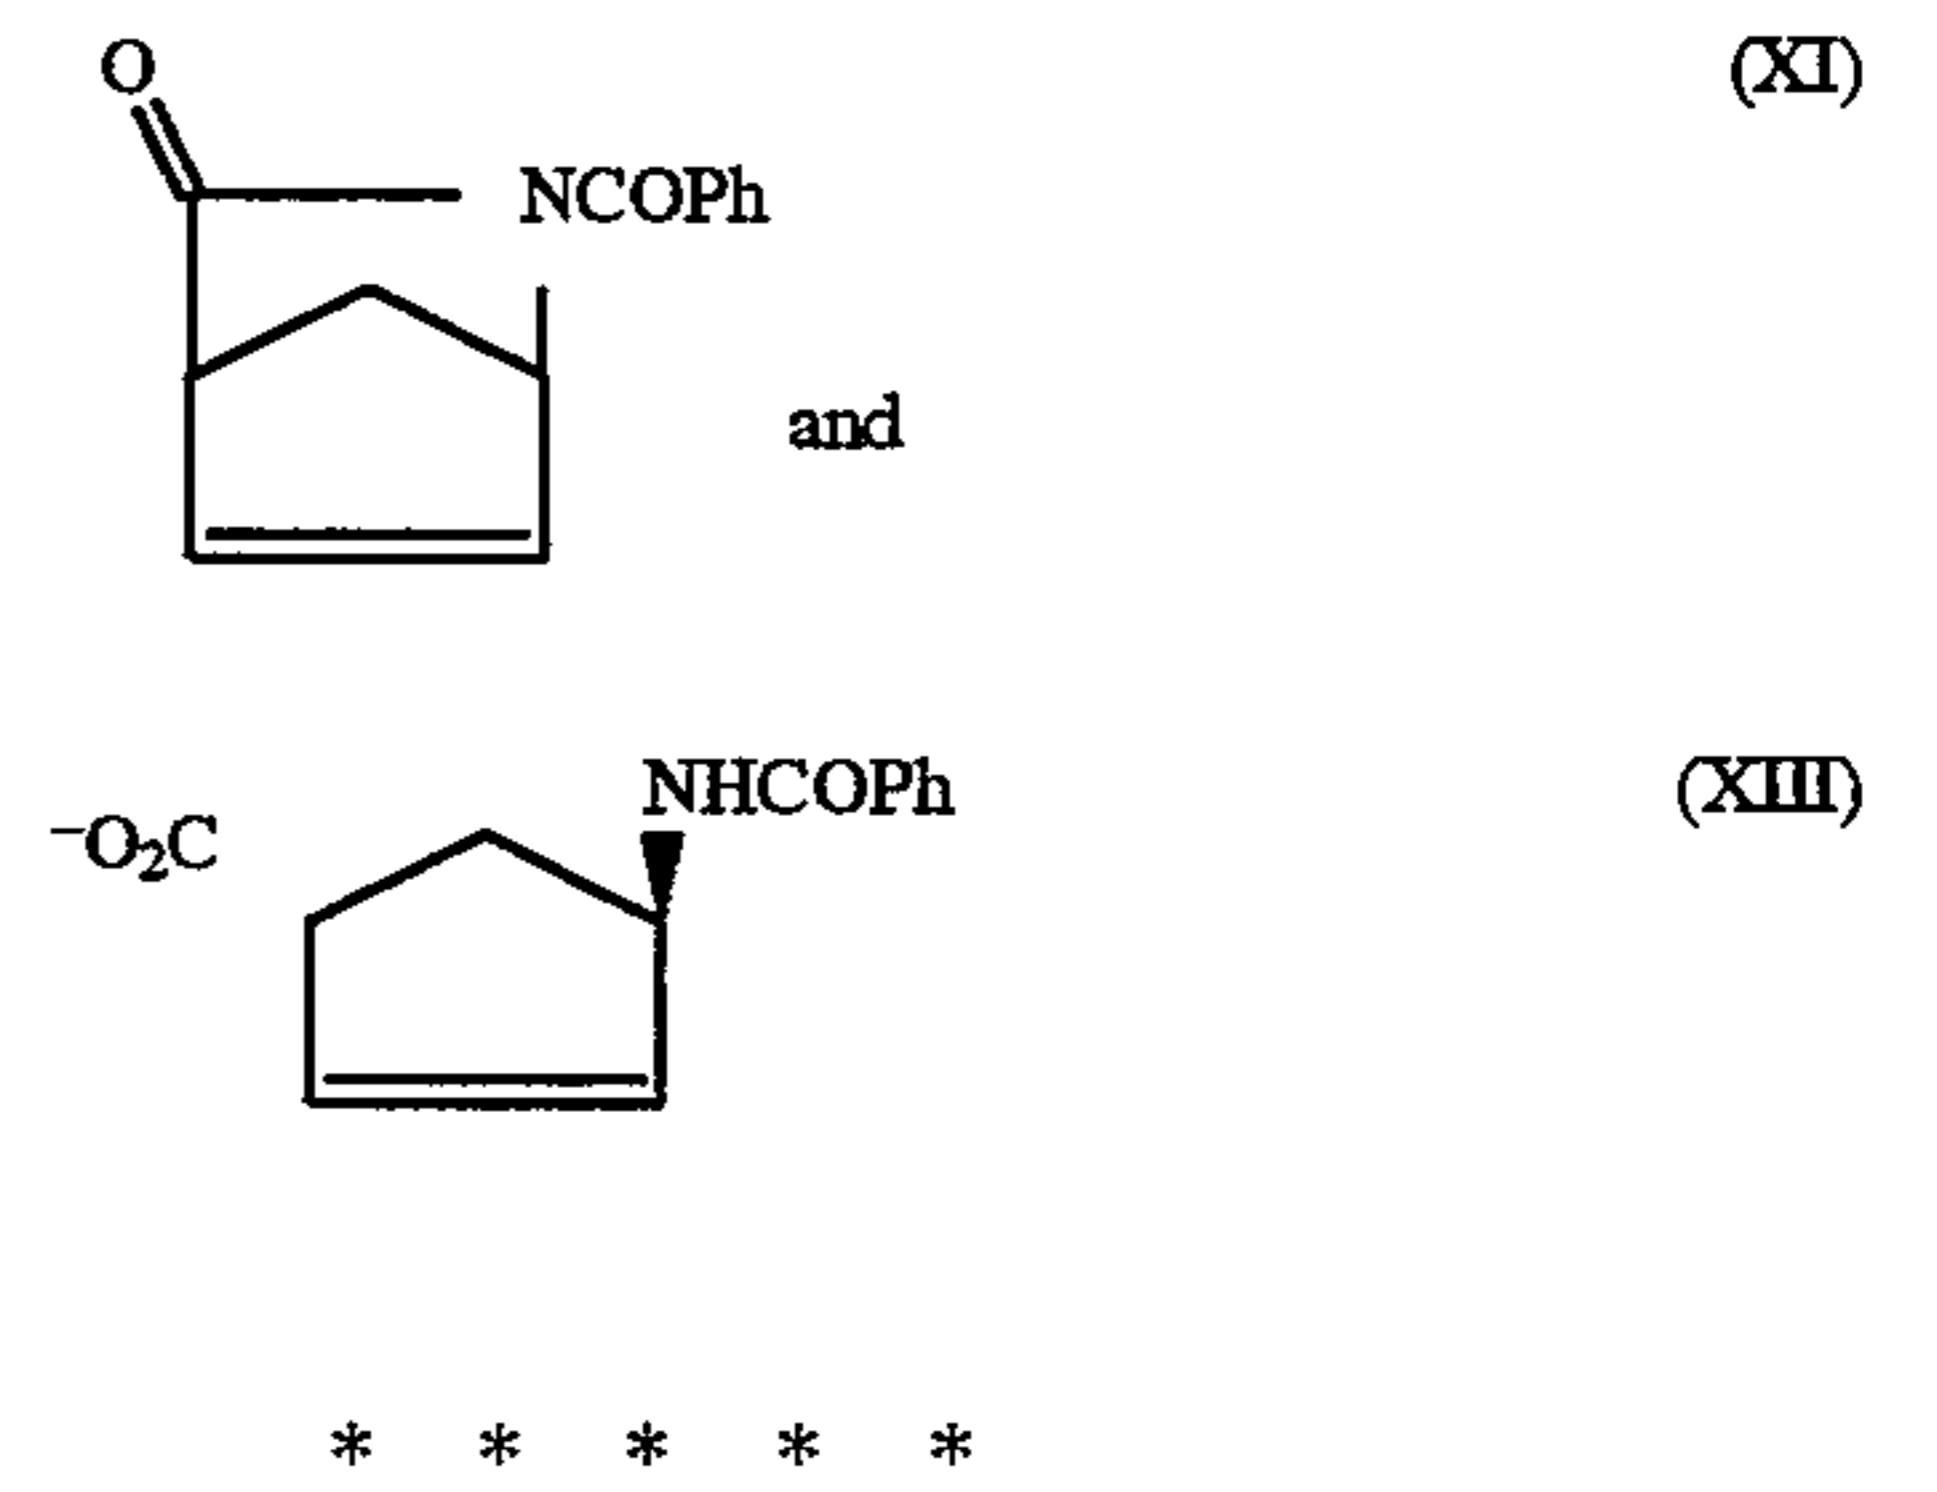 O (XI)
NCOPh
and
NHCOPh (XIII)
⁻O₂C
* * * * *